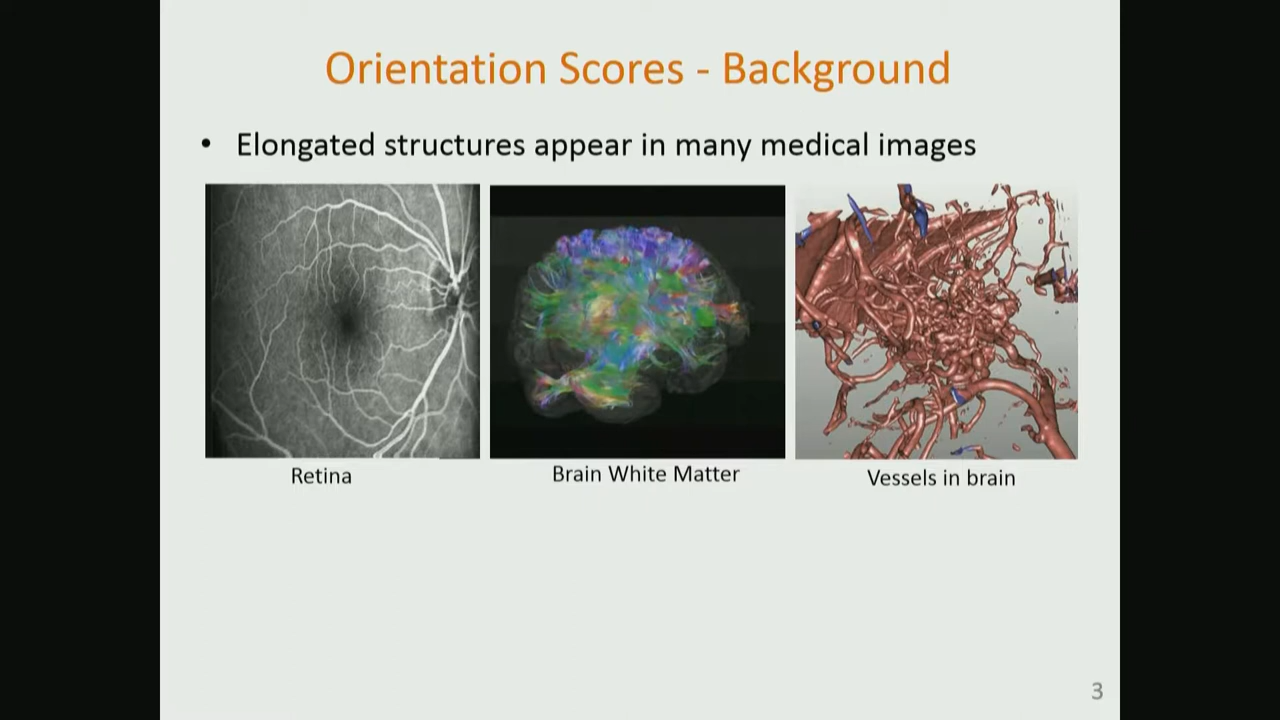 Orientation Scores - Background
• Elongated structures appear in many medical images
Retina
Brain White Matter
Vessels in brain
3